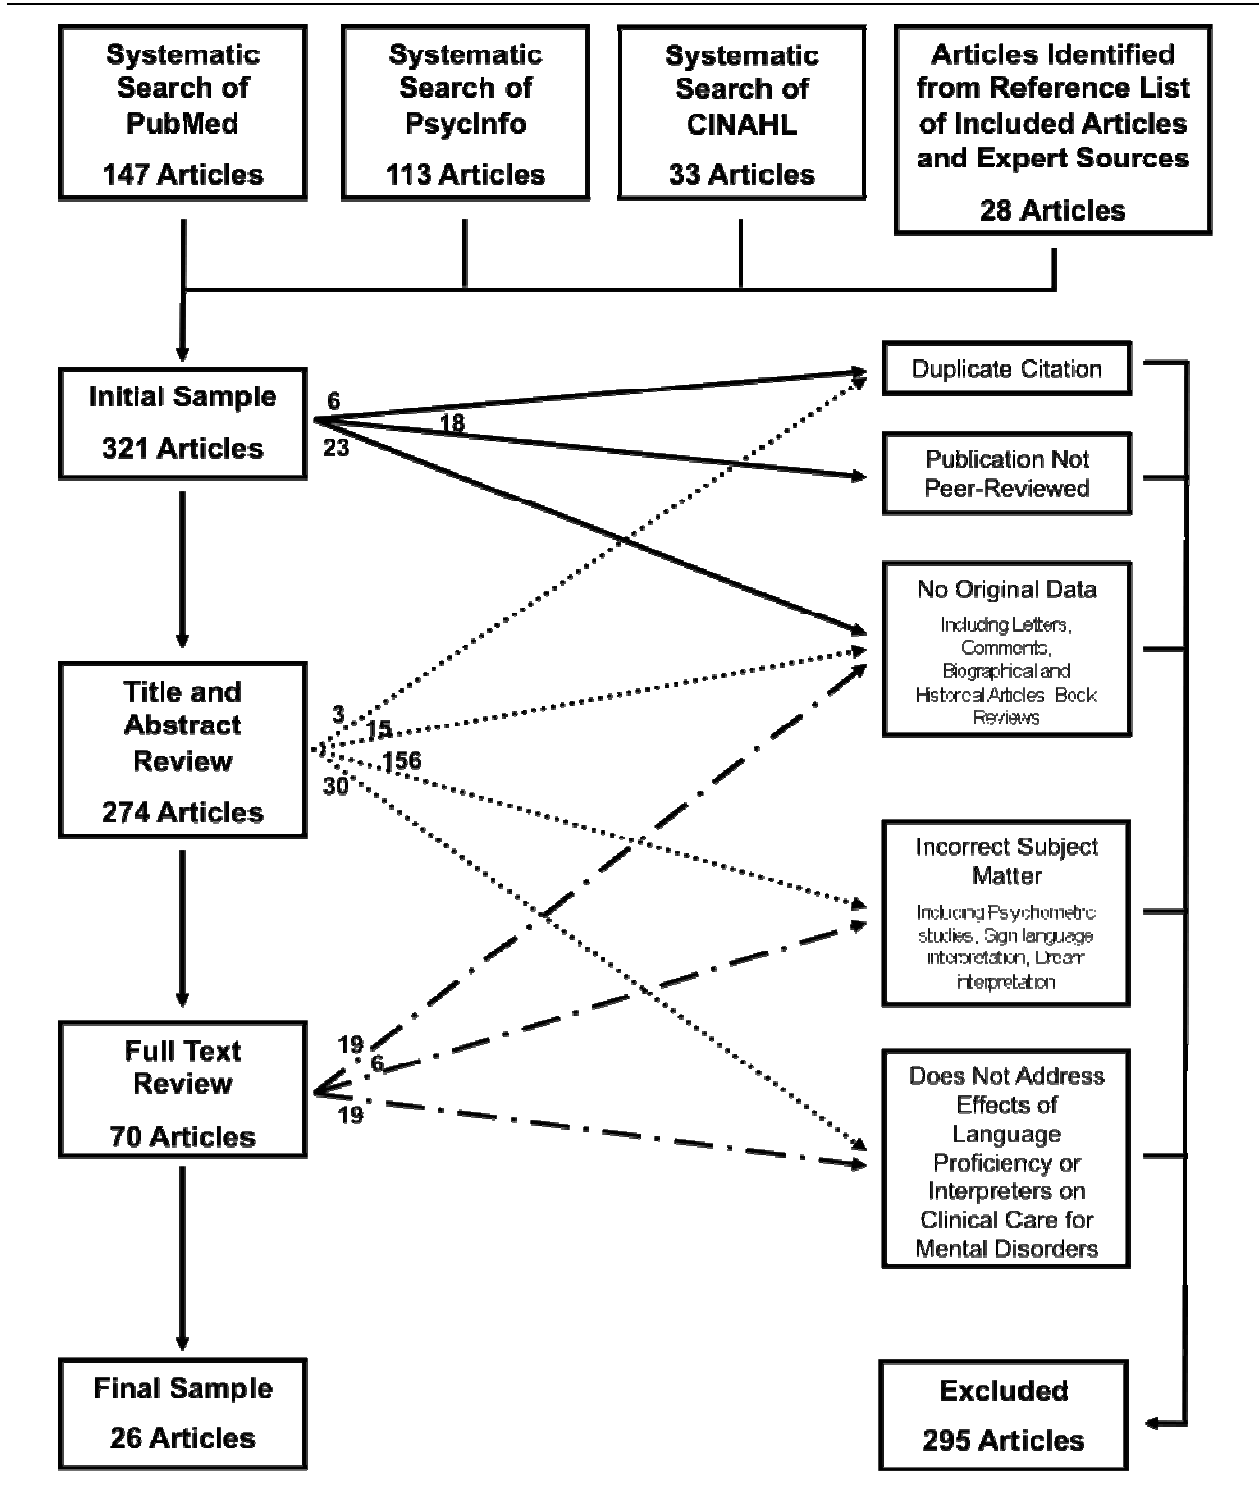 Systematic
Search of
PubMed
147 Articles
Systematic
Search of
PsycInfo
113 Articles
Systematic
Search of
CINAHL
33 Articles
Articles Identified
from Reference List
of Included Articles
and Expert Sources
28 Articles
Initial Sample
321 Articles
6
18
23
Duplicate Citation
Publication Not
Peer-Reviewed
No Original Data
Including Letters,
Comments,
Biographical and
Historical Articles Book
Reviews
Title and
Abstract
Review
274 Articles
3
15
156
30
Incorrect Subject
Matter
Including Psychometric
studies, Sign language
interpretation, Dream
interpretation
Full Text
Review
70 Articles
19
6
19
Does Not Address
Effects of
Language
Proficiency or
Interpreters on
Clinical Care for
Mental Disorders
Final Sample
26 Articles
Excluded
295 Articles